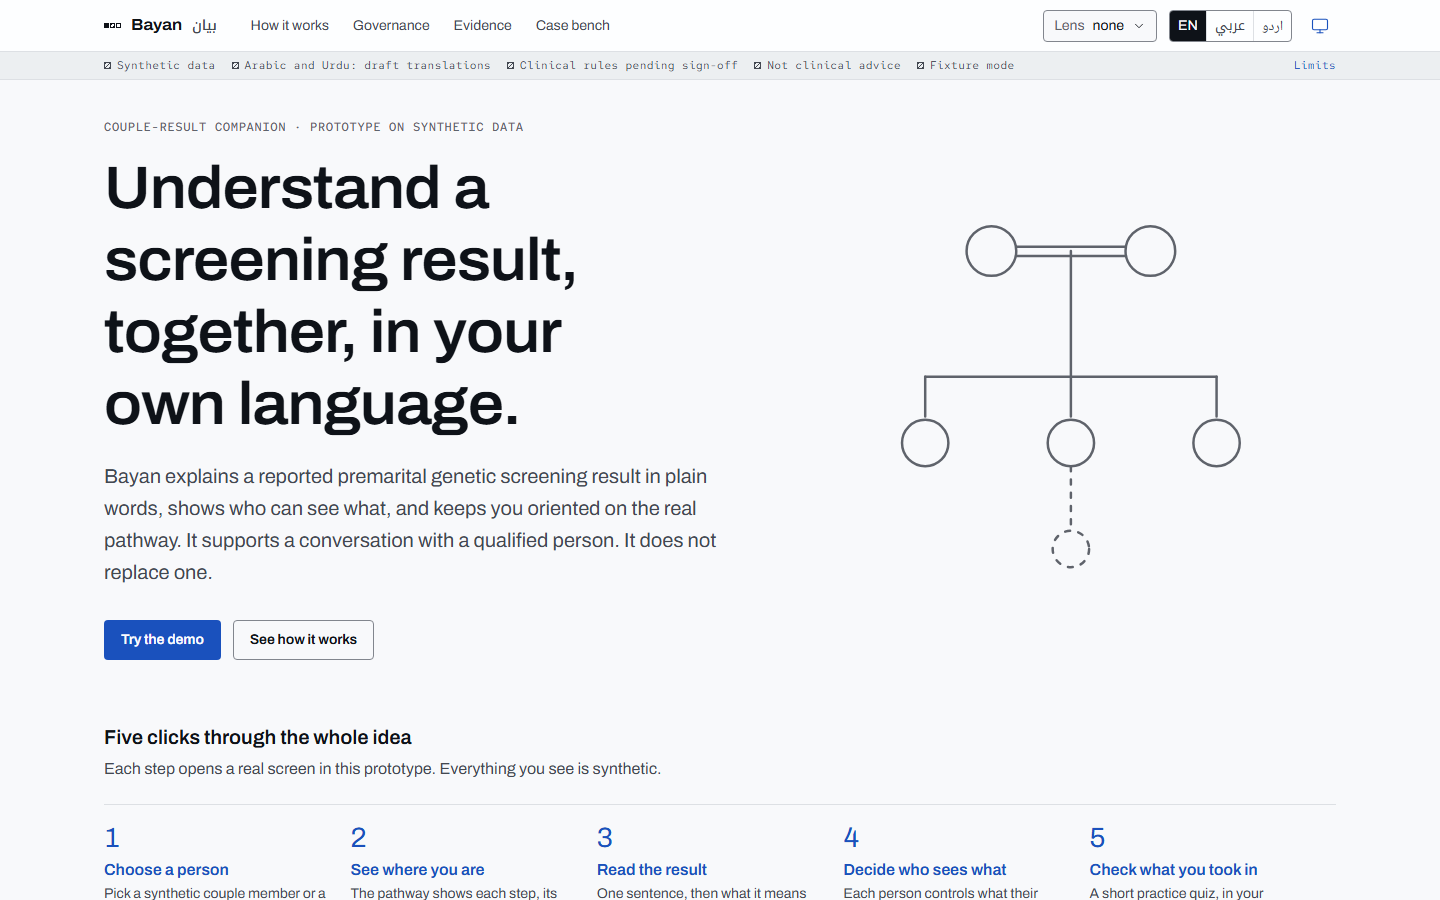 Bayan بيان How it works Governance Evidence Case bench Lens none EN عربي اردو
Synthetic data Arabic and Urdu: draft translations Clinical rules pending sign-off Not clinical advice Fixture mode Limits
COUPLE-RESULT COMPANION · PROTOTYPE ON SYNTHETIC DATA
Understand a
screening result,
together, in your
own language.
Bayan explains a reported premarital genetic screening result in plain
words, shows who can see what, and keeps you oriented on the real
pathway. It supports a conversation with a qualified person. It does not
replace one.
Try the demo See how it works
Five clicks through the whole idea
Each step opens a real screen in this prototype. Everything you see is synthetic.
1 2 3 4 5
Choose a person See where you are Read the result Decide who sees what Check what you took in
Pick a synthetic couple member or a The pathway shows each step, its One sentence, then what it means Each person controls what their A short practice quiz, in your